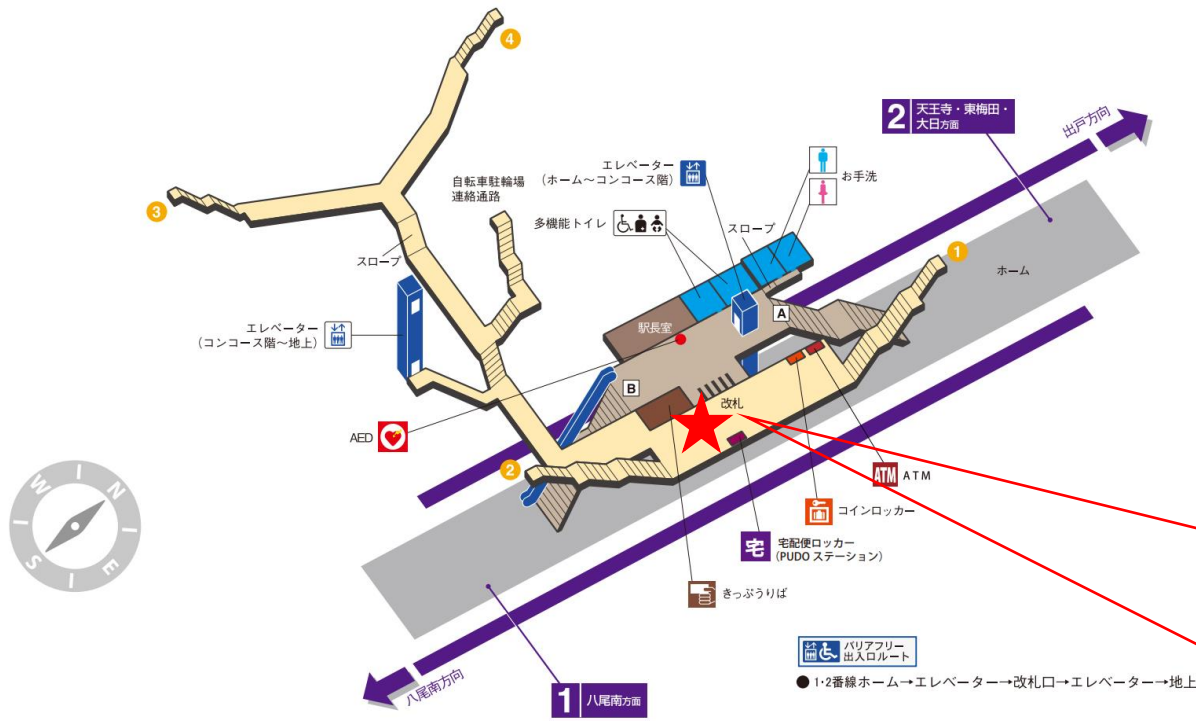 4
2
天王寺・東梅田・
大日方面
出戸方向
エレベーター
(ホーム〜コンコース階)
お手洗
自転車駐輪場
連絡通路
3
多機能トイレ
スロープ
スロープ
1
ホーム
A
駅長室
エレベーター
(コンコース階〜地上)
B
改札
AED
2
ATM
ATM
コインロッカー
宅
宅配便ロッカー
(PUDOステーション)
きっぷうりば
N
W
E
S
バリアフリー
出入口ルート
●1・2番線ホーム→エレベーター→改札口→エレベーター→地上
八尾南方向
1
八尾南方面